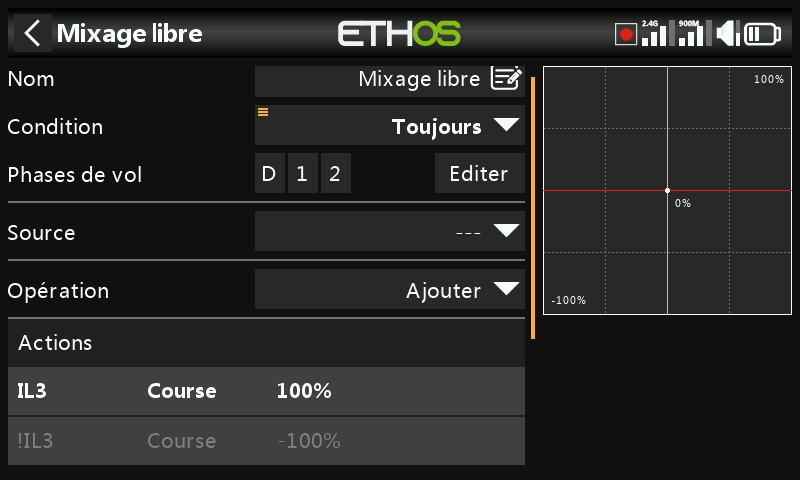 Mixage libre
ETHOS
2.4G
900M
Nom
Mixage libre
Condition
Toujours
Phases de vol
D
1
2
Editer
Source
---
Opération
Ajouter
Actions
IL3 Course 100%
!IL3 Course -100%
100%
0%
-100%